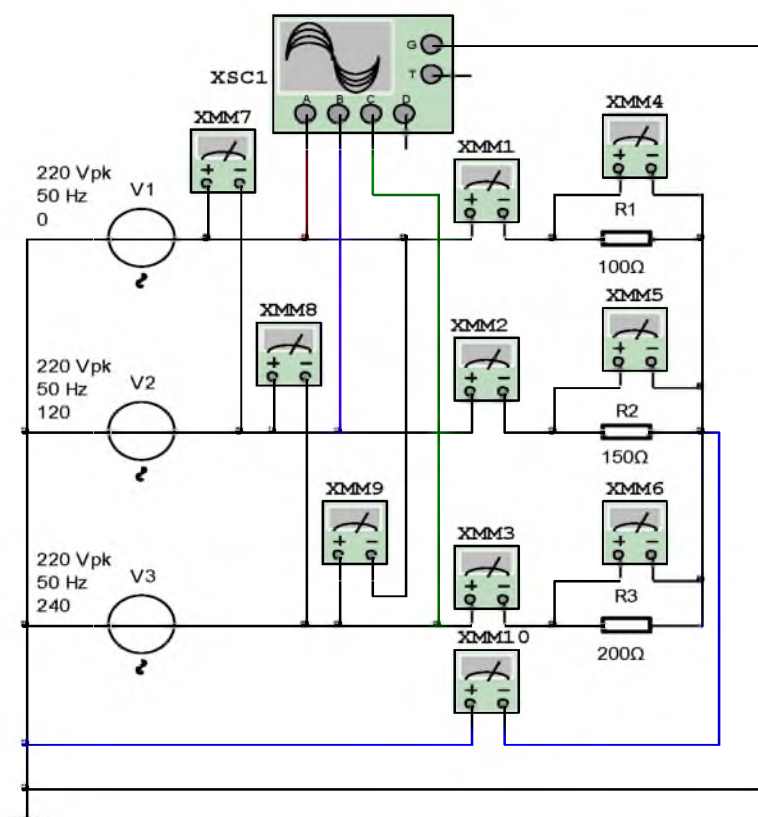 XSC1
G
T
A B C D
XMM7
XMM4
+ −
XMM1
+ −
220 Vpk
50 Hz
0
V1
+ −
R1
100Ω
XMM5
XMM8
+ −
XMM2
+ −
220 Vpk
50 Hz
120
V2
+ −
R2
150Ω
XMM9
+ −
XMM6
+ −
XMM3
+ −
220 Vpk
50 Hz
240
V3
R3
200Ω
XMM10
+ −